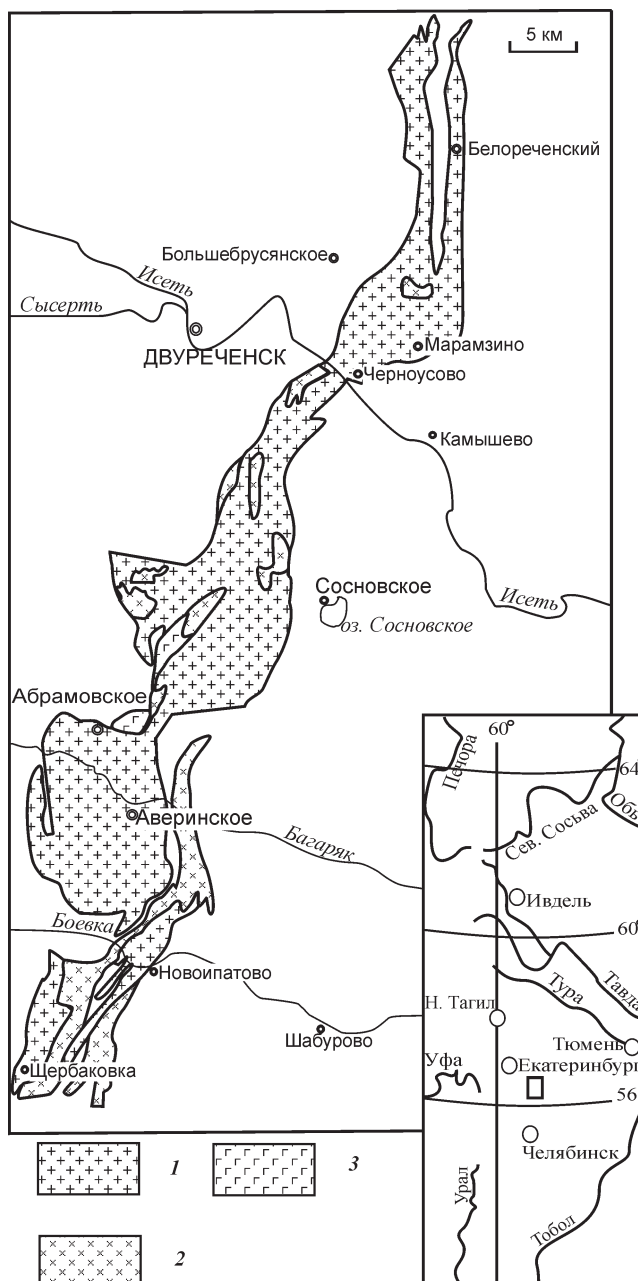 5 км
Белореченский
Большебрусянское
Исеть
Сысерть
ДВУРЕЧЕНСК
Марамзино
Черноусово
Камышево
Исеть
Сосновское
оз. Сосновское
Абрамовское
Аверинское
Багаряк
Боевка
Новоипатово
Шабурово
Щербаковка
60°
64
Печора
Сев. Сосьва
Обь
Ивдель
60°
Тавда
Тура
Н. Тагил
Тюмень
Уфа
Екатеринбург
56
Челябинск
Урал
Тобол
1
3
2